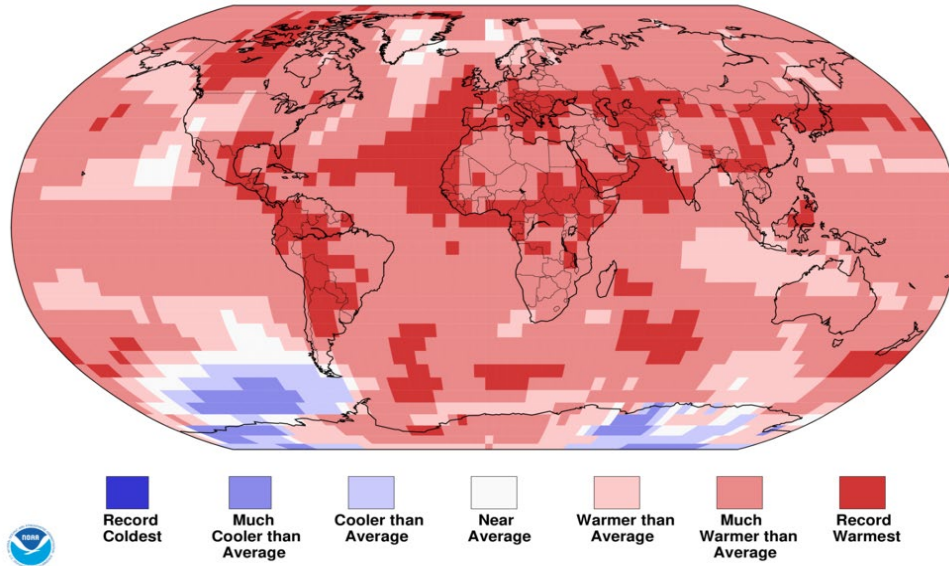 Record
Coldest
Much
Cooler than
Average
Cooler than
Average
Near
Average
Warmer than
Average
Much
Warmer than
Average
Record
Warmest
NOAA